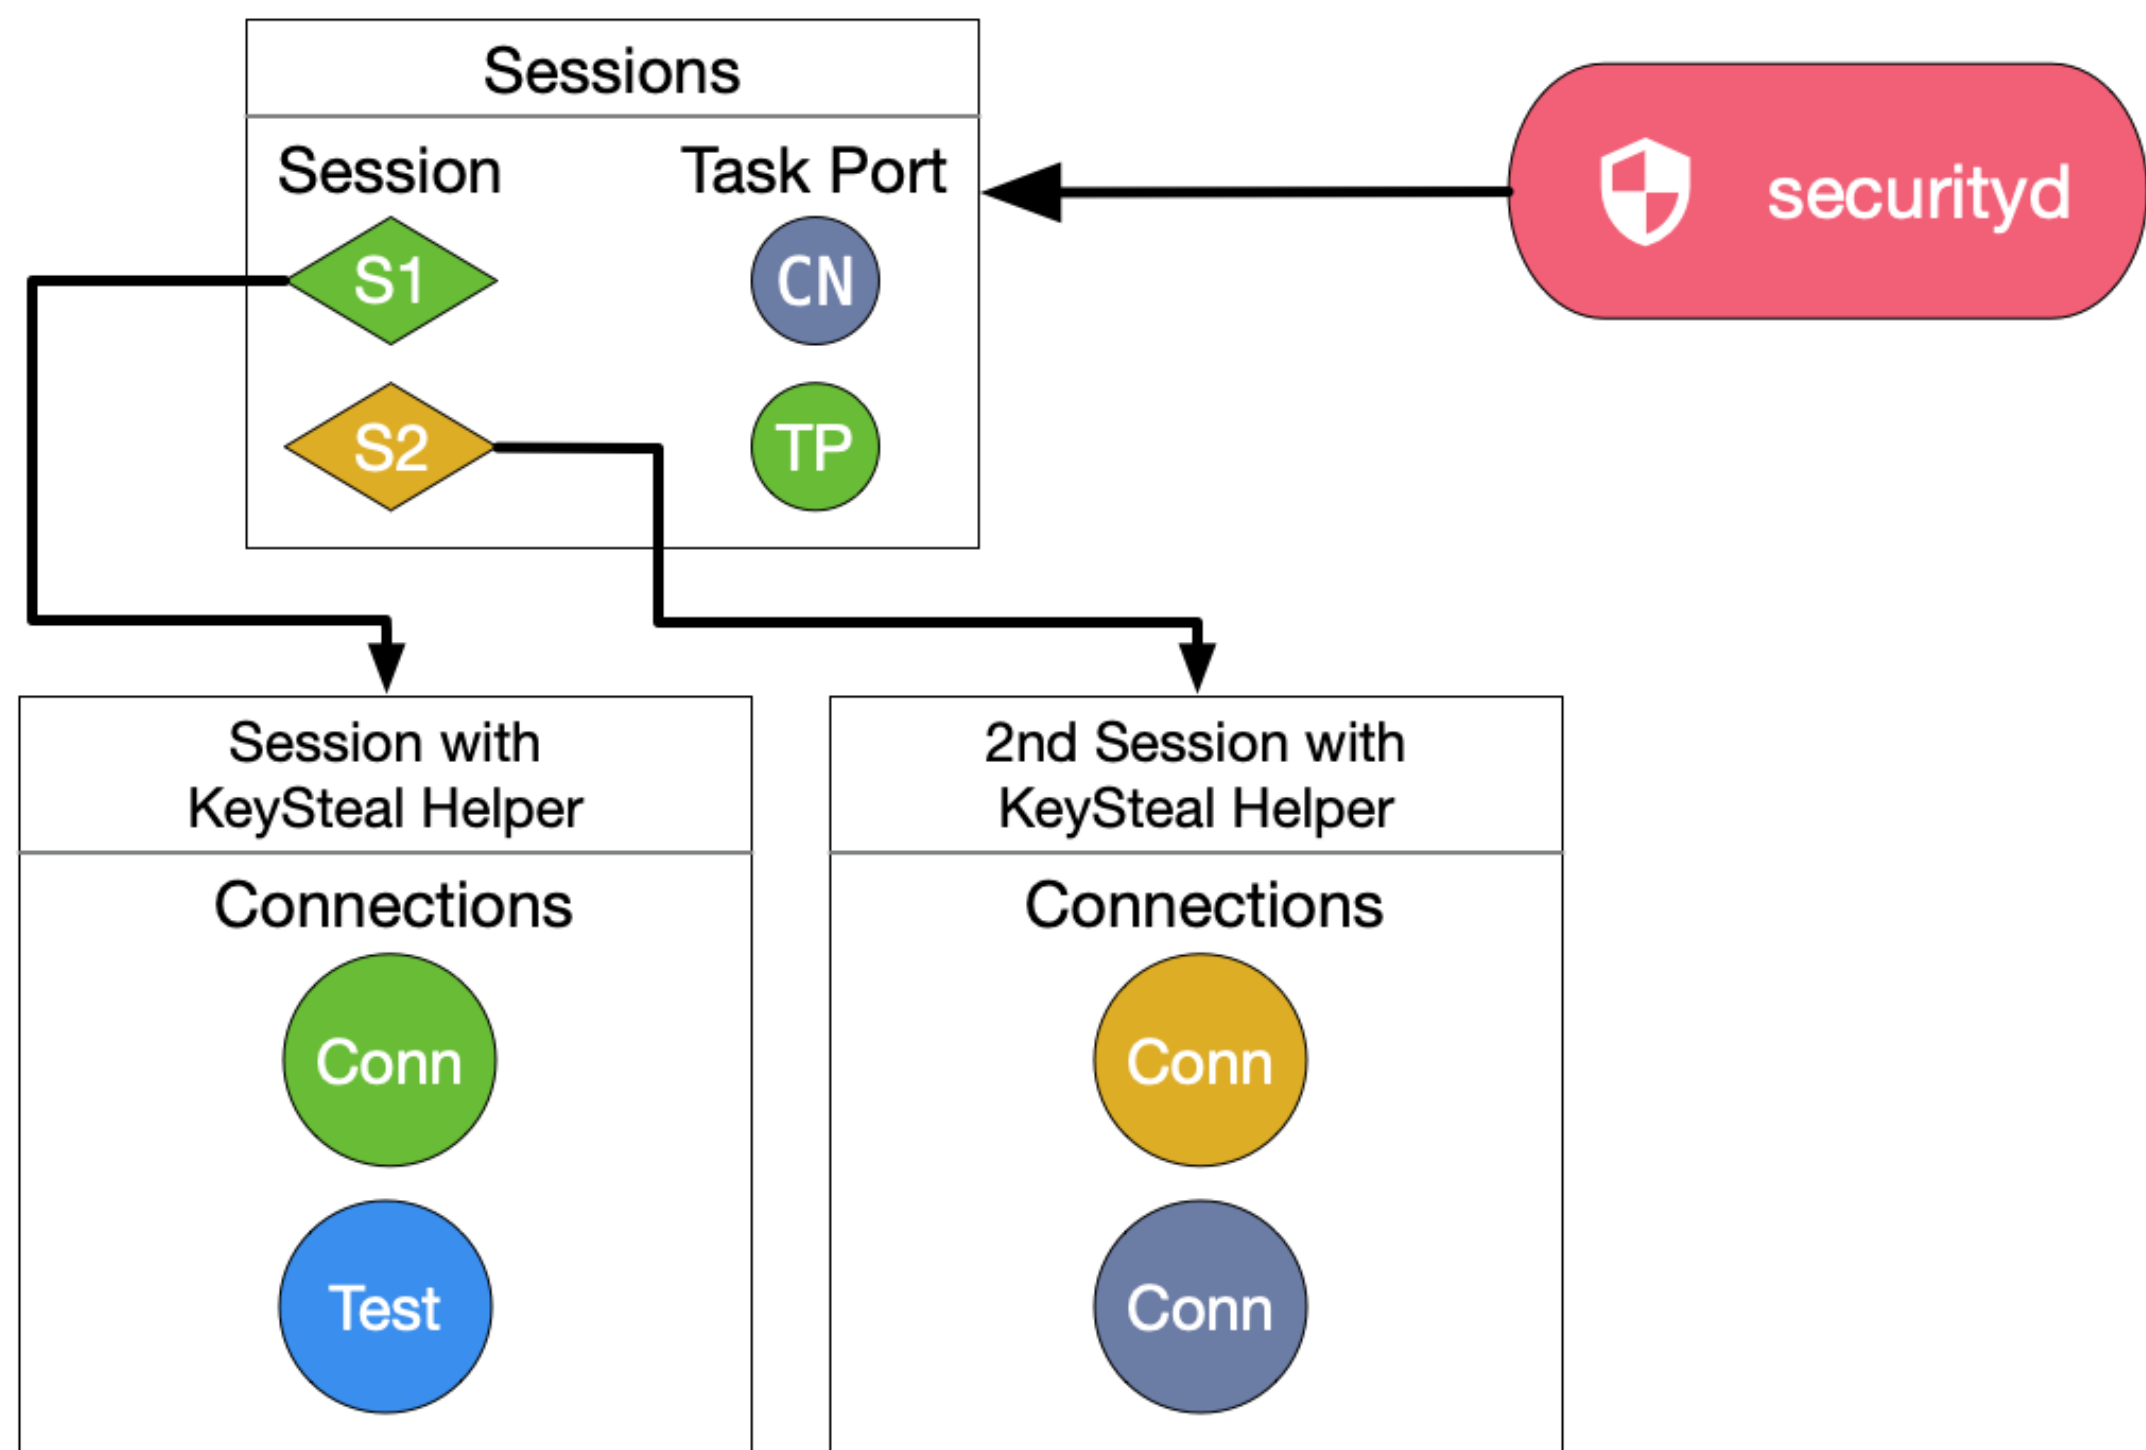 Sessions
Session Task Port
securityd
S1 CN
S2 TP
Session with
KeySteal Helper
Connections
Conn
Test
2nd Session with
KeySteal Helper
Connections
Conn
Conn